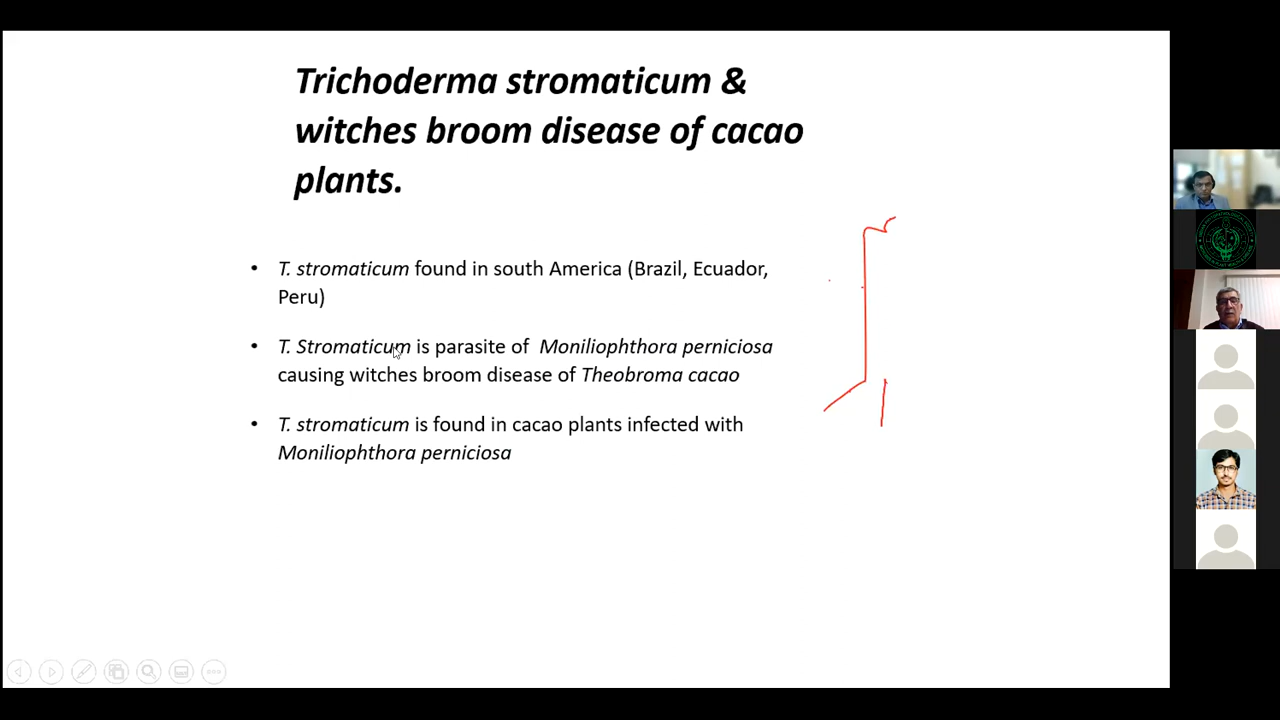 Trichoderma stromaticum &
witches broom disease of cacao
plants.
• T. stromaticum found in south America (Brazil, Ecuador,
Peru)
• T. Stromaticum is parasite of Moniliophthora perniciosa
causing witches broom disease of Theobroma cacao
• T. stromaticum is found in cacao plants infected with
Moniliophthora perniciosa